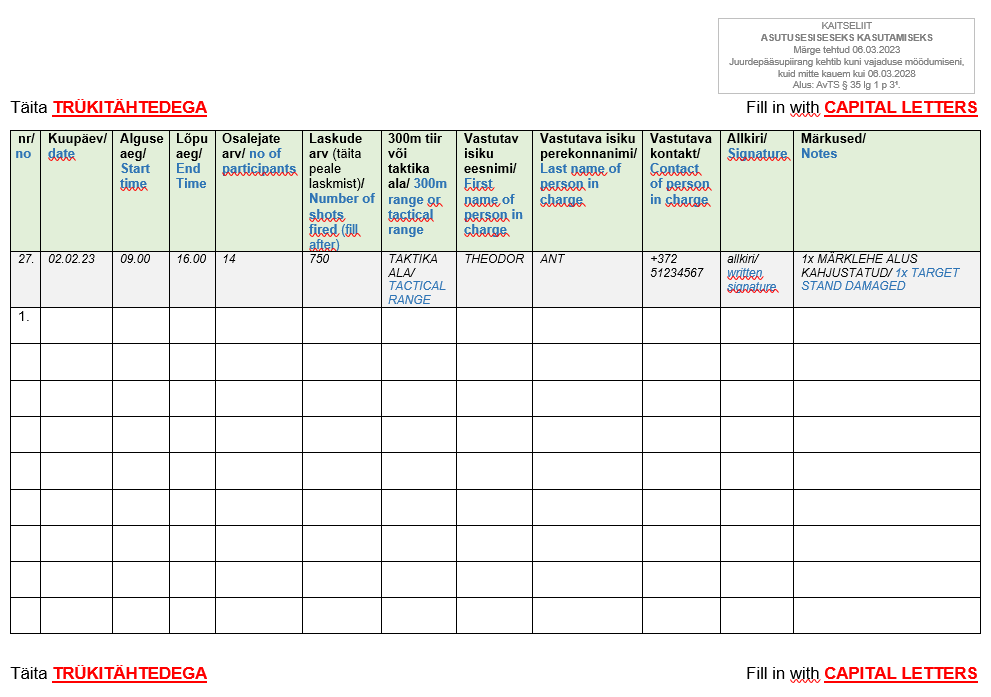 KAITSELIIT
ASUTUSESISESEKS KASUTAMISEKS
Märge tehtud 06.03.2023
Juurdepääsupiirang kehtib kuni vajaduse möödumiseni,
kuid mitte kauem kui 06.03.2028
Alus: AvTS § 35 lg 1 p 3¹.
Täita TRÜKITÄHTEDEGA
Fill in with CAPITAL LETTERS
nr/
no
Kuupäev/
date
Alguse
aeg/
Start
time
Lõpu
aeg/
End
Time
Osalejate
arv/ no of
participants
Laskude
arv (täita
peale
laskmist)/
Number of
shots
fired (fill
after)
300m tiir
või
taktika
ala/ 300m
range or
tactical
range
Vastutav
isiku
eesnimi/
First
name of
person in
charge
Vastutava isiku
perekonnanimi/
Last name of
person in
charge
Vastutava
kontakt/
Contact
of person
in charge
Allkiri/
Signature
Märkused/
Notes
27.
02.02.23
09.00
16.00
14
750
TAKTIKA
ALA/
TACTICAL
RANGE
THEODOR
ANT
+372
51234567
allkiri/
written
signature
1x MÄRKLEHE ALUS
KAHJUSTATUD/ 1x TARGET
STAND DAMAGED
1.
Täita TRÜKITÄHTEDEGA
Fill in with CAPITAL LETTERS